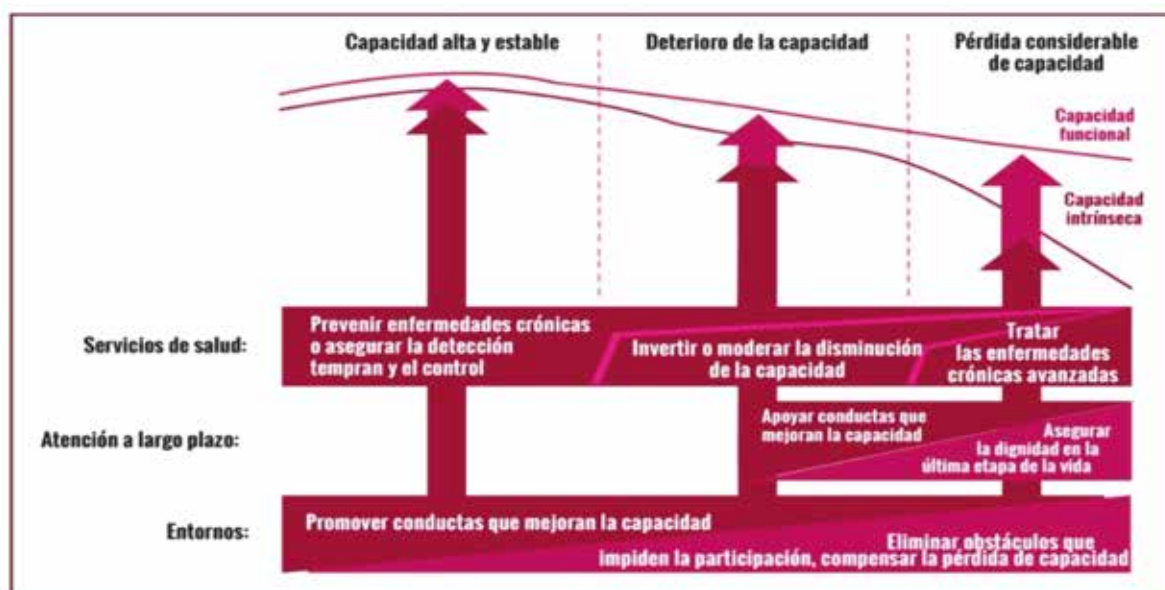 Capacidad alta y estable
Deterioro de la capacidad
Pérdida considerable
de capacidad
Capacidad
funcional
Capacidad
intrínseca
Servicios de salud:
Prevenir enfermedades crónicas
o asegurar la detección
tempran y el control
Invertir o moderar la disminución
de la capacidad
Tratar
las enfermedades
crónicas avanzadas
Atención a largo plazo:
Apoyar conductas que
mejoran la capacidad
Asegurar
la dignidad en la
última etapa de la vida
Entornos:
Promover conductas que mejoran la capacidad
Eliminar obstáculos que
impiden la participación, compensar la pérdida de capacidad